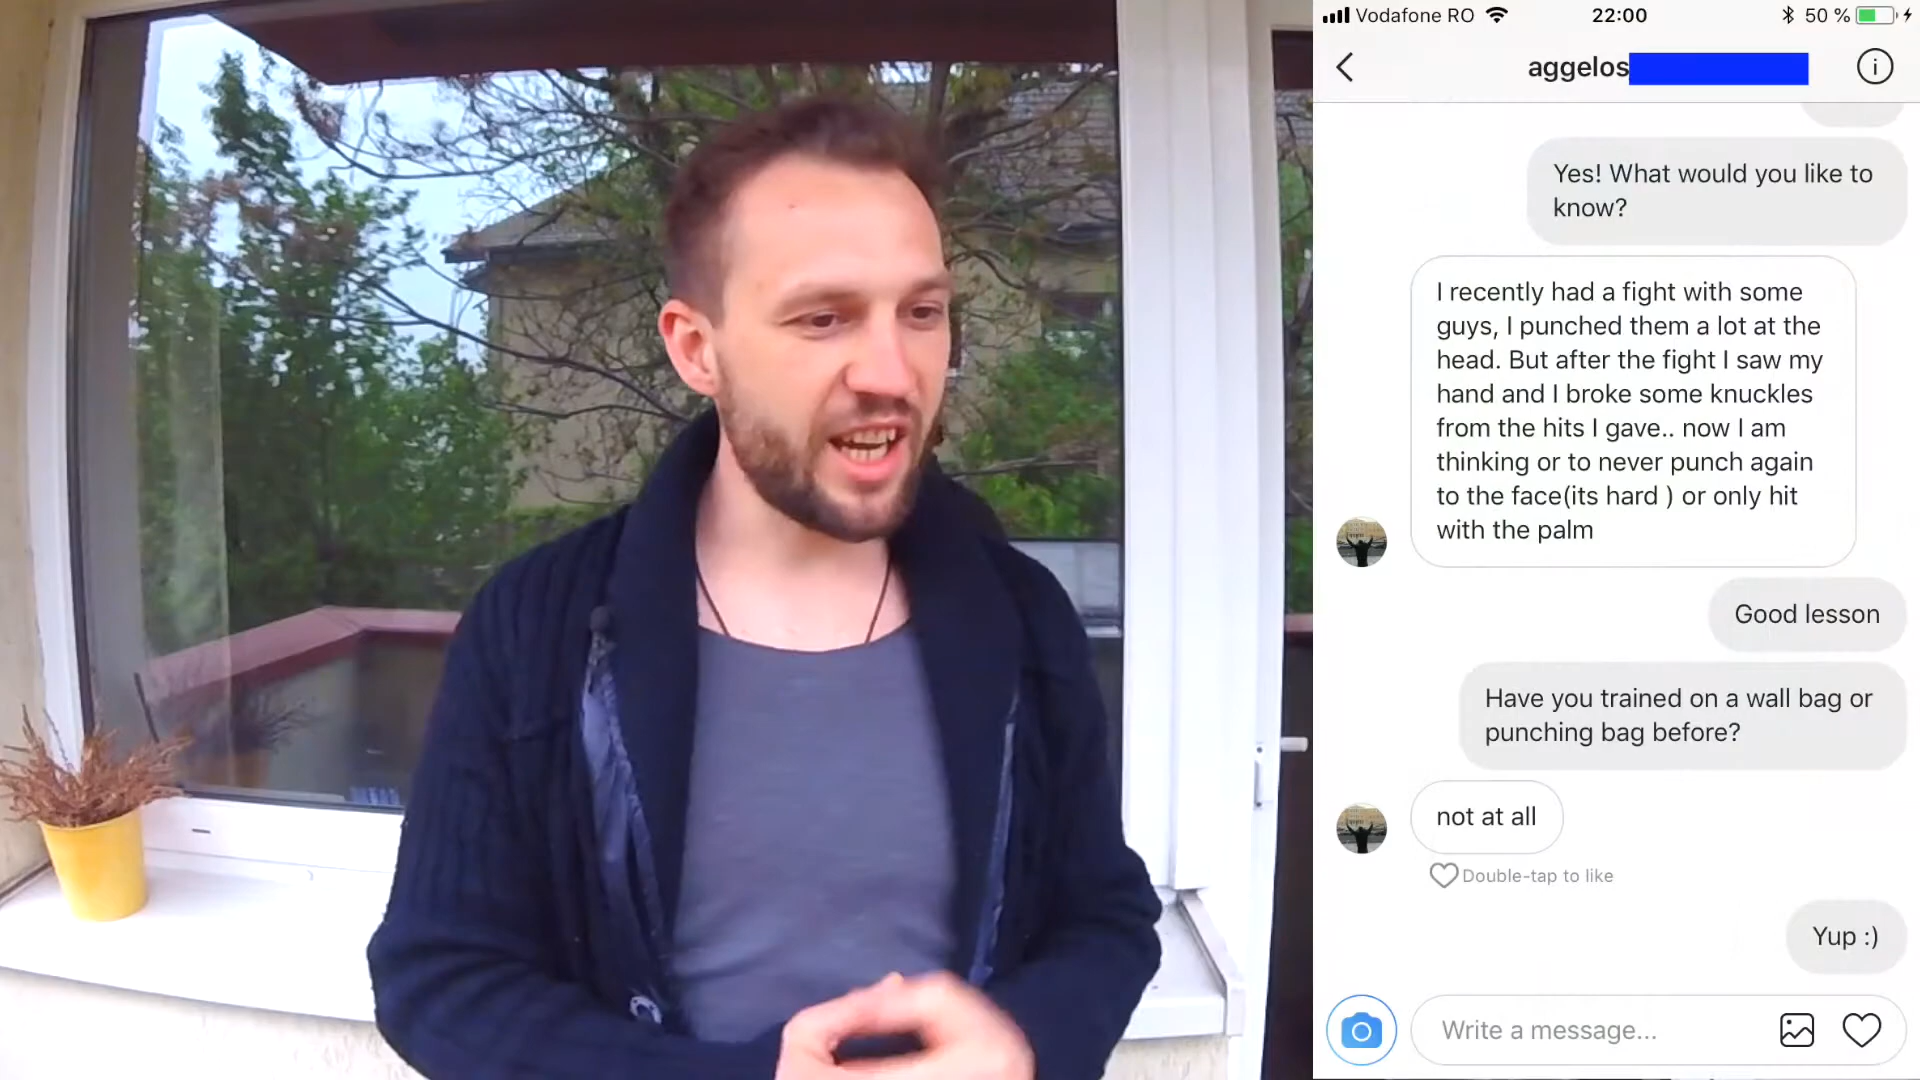 Vodafone RO
22:00
50 %
aggelos
Yes! What would you like to
know?
I recently had a fight with some
guys, I punched them a lot at the
head. But after the fight I saw my
hand and I broke some knuckles
from the hits I gave.. now I am
thinking or to never punch again
to the face(its hard ) or only hit
with the palm
Good lesson
Have you trained on a wall bag or
punching bag before?
not at all
Double-tap to like
Yup :)
Write a message...